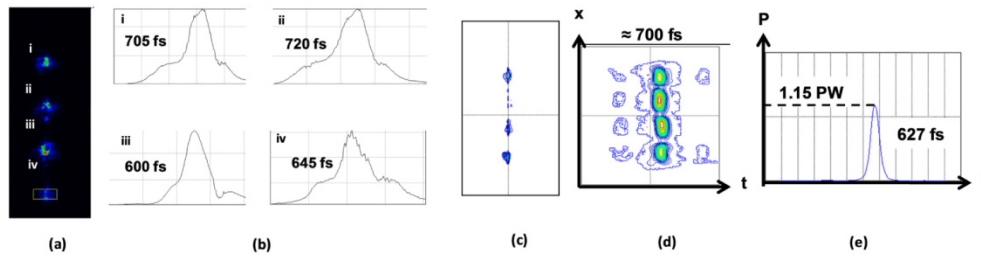 i
ii
iii
iv
(a)
i
705 fs
ii
720 fs
iii
600 fs
iv
645 fs
(b)
(c)
x
≈ 700 fs
t
(d)
P
1.15 PW
627 fs
(e)